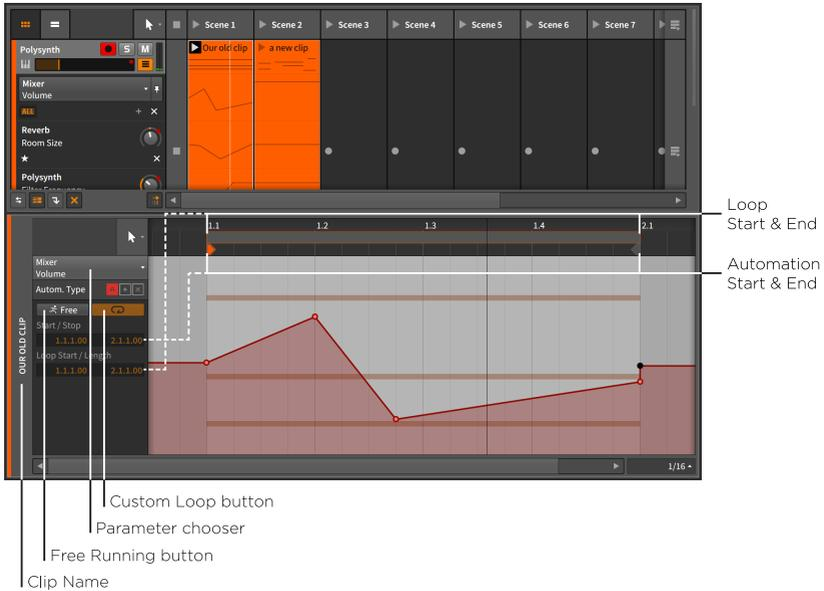 Scene 1
Scene 2
Scene 3
Scene 4
Scene 5
Scene 6
Scene 7
Polysynth
S M
Our old clip
a new clip
Mixer
Volume
ALL
Reverb
Room Size
Polysynth
Filter Frequency
Loop
Start & End
1.1
1.2
1.3
1.4
2.1
Mixer
Volume
Automation
Start & End
Autom. Type
Free
Start / Stop
1.1.1.00 2.1.1.00
Loop Start / Length
1.1.1.00 2.1.1.00
OUR OLD CLIP
1/16
Custom Loop button
Parameter chooser
Free Running button
Clip Name